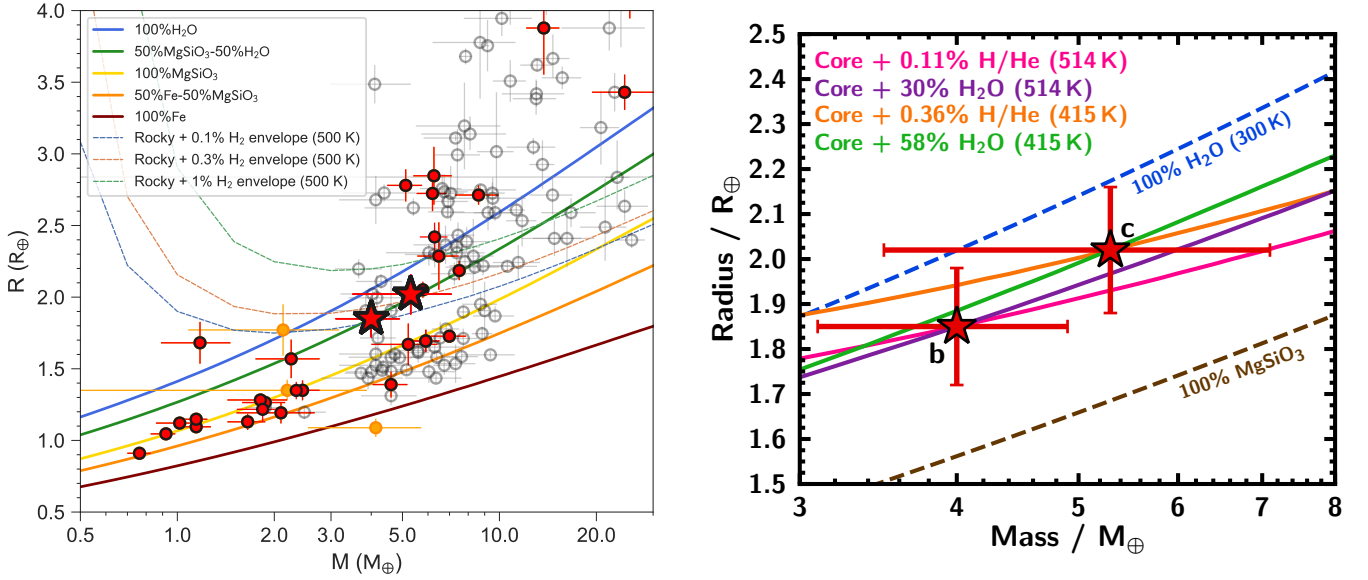 4.0
3.5
3.0
2.5
2.0
1.5
1.0
0.5
R (R⊕)
100%H₂O
50%MgSiO₃-50%H₂O
100%MgSiO₃
50%Fe-50%MgSiO₃
100%Fe
Rocky + 0.1% H₂ envelope (500 K)
Rocky + 0.3% H₂ envelope (500 K)
Rocky + 1% H₂ envelope (500 K)
0.5 1.0 2.0 3.0 5.0 10.0 20.0
M (M⊕)
2.5
2.4
2.3
2.2
2.1
2.0
1.9
1.8
1.7
1.6
1.5
Radius / R⊕
Core + 0.11% H/He (514 K)
Core + 30% H₂O (514 K)
Core + 0.36% H/He (415 K)
Core + 58% H₂O (415 K)
100% H₂O (300 K)
c
b
100% MgSiO₃
3 4 5 6 7 8
Mass / M⊕